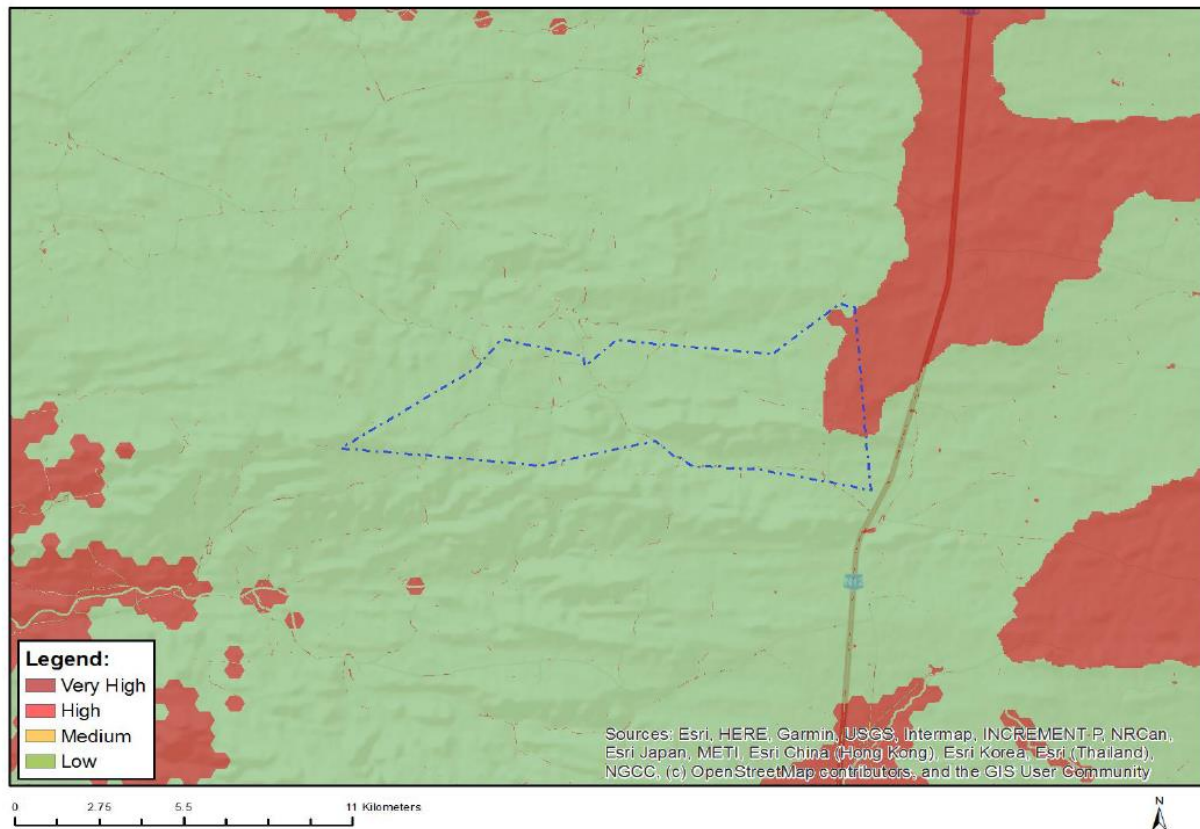 Legend:
Very High
High
Medium
Low
Sources: Esri, HERE, Garmin, USGS, Intermap, INCREMENT P, NRCan,
Esri Japan, METI, Esri China (Hong Kong), Esri Korea, Esri (Thailand),
NGCC, (c) OpenStreetMap contributors, and the GIS User Community
0 2.75 5.5 11 Kilometers
N